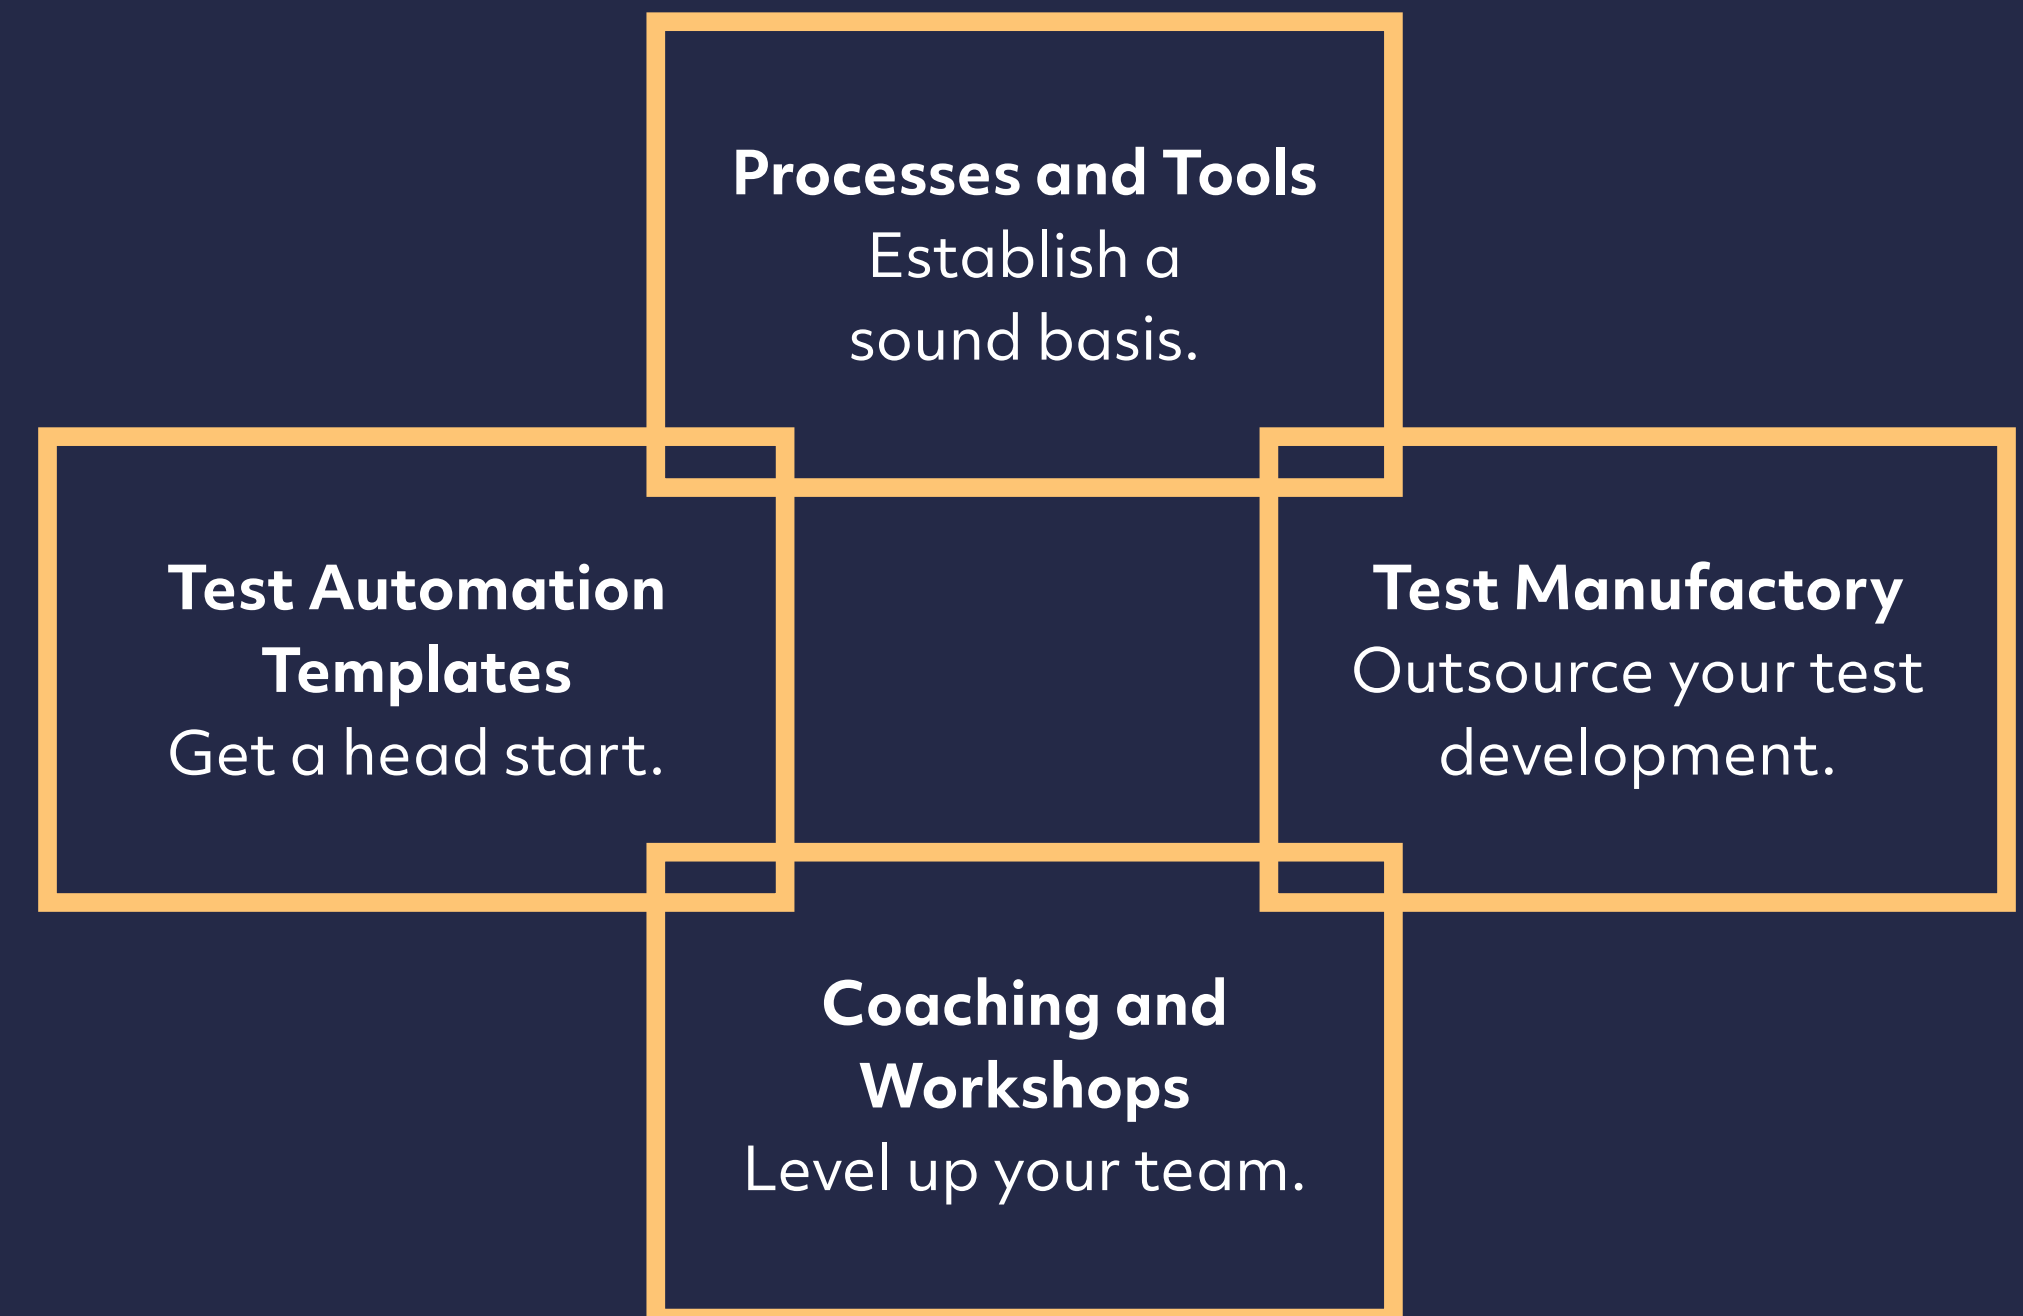 Processes and Tools
Establish a
sound basis.
Test Automation
Templates
Get a head start.
Test Manufactory
Outsource your test
development.
Coaching and
Workshops
Level up your team.